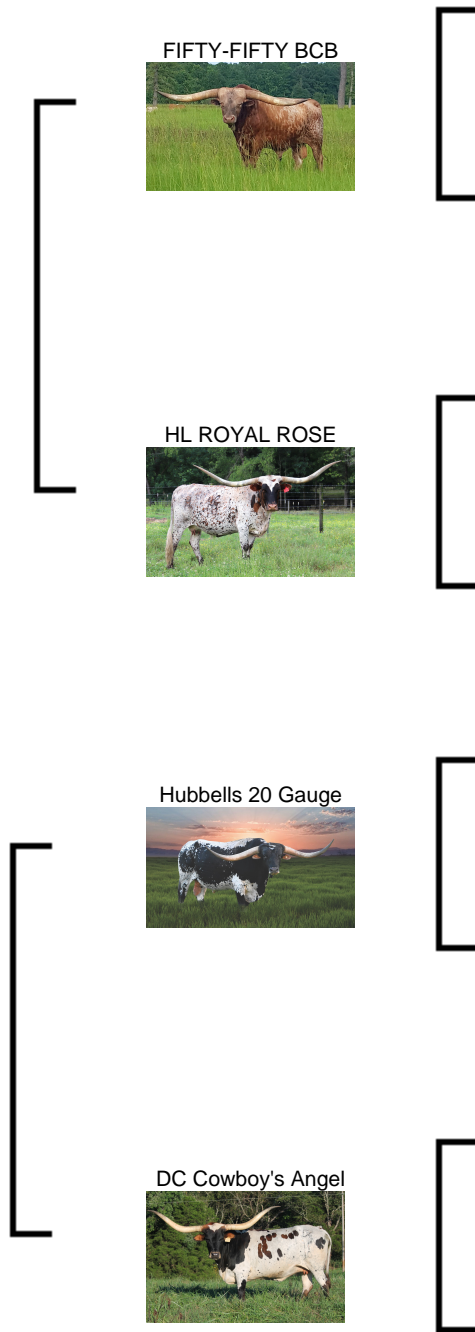 FIFTY-FIFTY BCB
HL ROYAL ROSE
Hubbells 20 Gauge
DC Cowboy's Angel